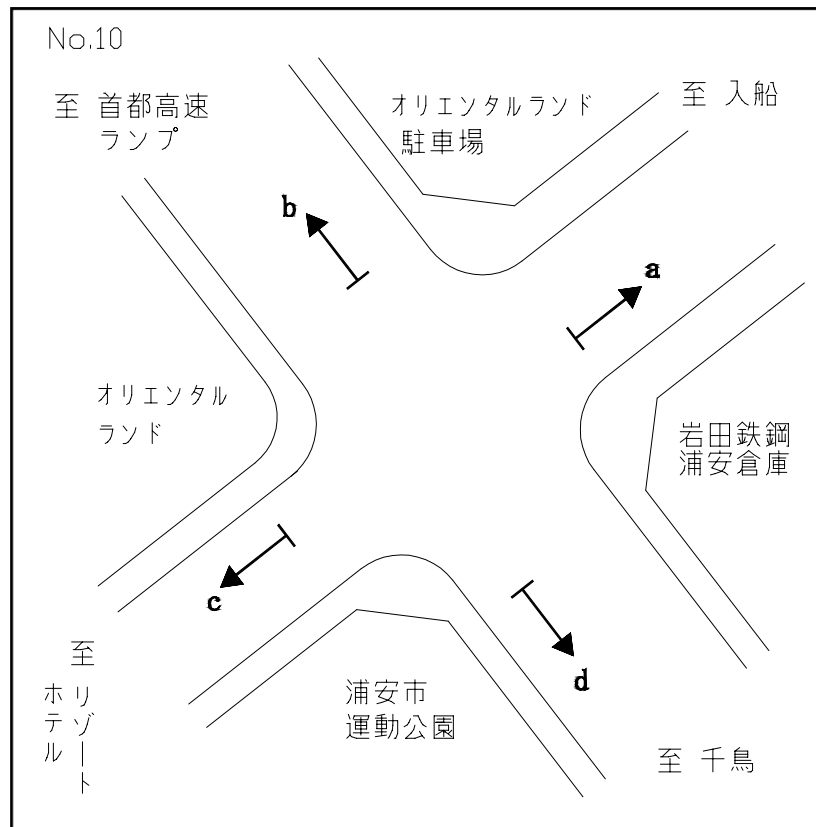 No.10
至 首都高速
ランプ
オリエンタルランド
駐車場
至 入船
b
a
オリエンタル
ランド
岩田鉄鋼
浦安倉庫
c
d
至
リゾート
ホテル
浦安市
運動公園
至 千鳥